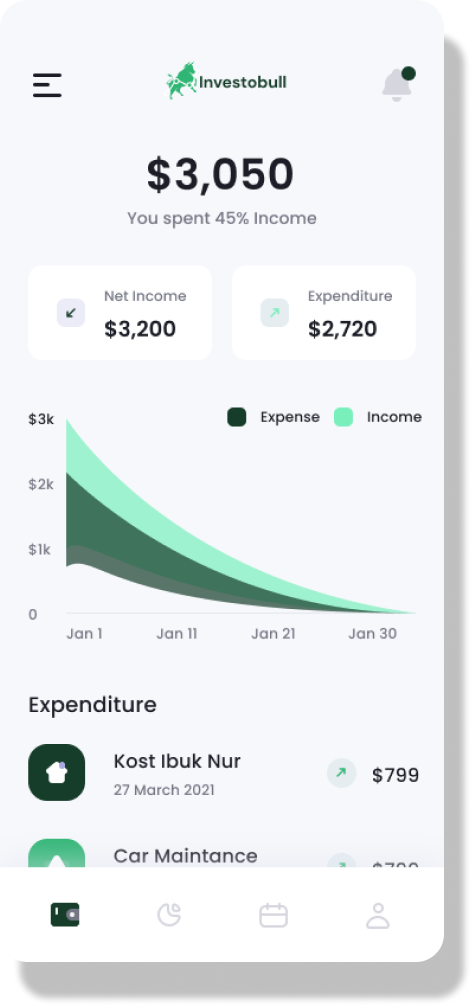 Investobull
$3,050
You spent 45% Income
Net Income
$3,200
Expenditure
$2,720
Expense
Income
$3k
$2k
$1k
0
Jan 1
Jan 11
Jan 21
Jan 30
Expenditure
Kost Ibuk Nur
27 March 2021
$799
Car Maintance